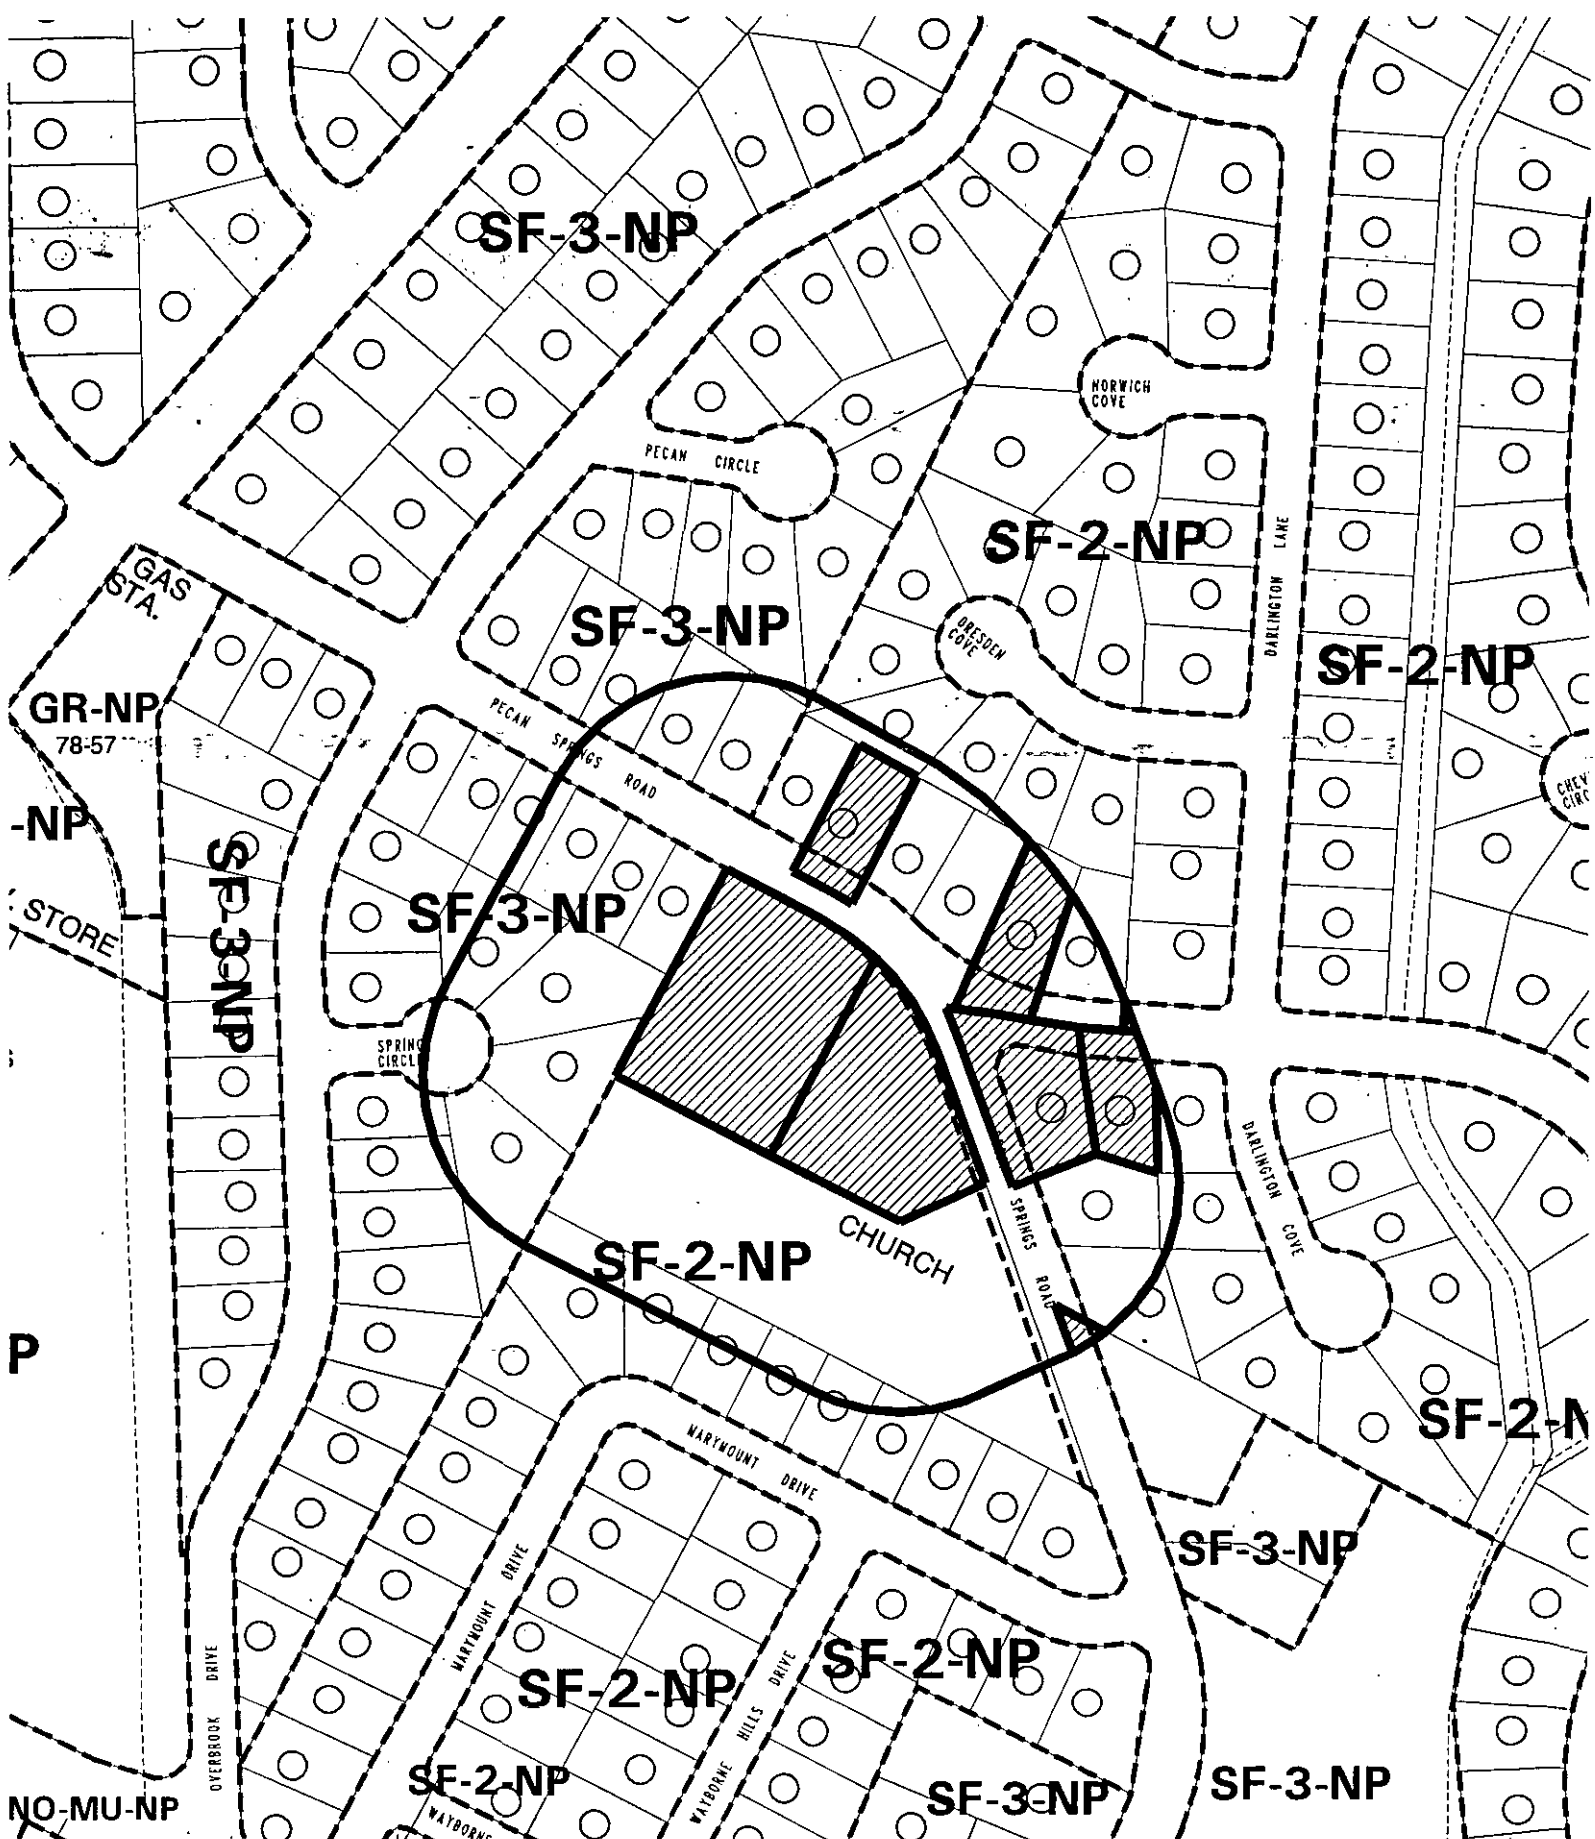 SF-3-NP
NORWICH
COVE
PECAN CIRCLE
SF-2-NP
DARLINGTON LANE
GAS
STA.
SF-3-NP
DRESDEN
COVE
SF-2-NP
GR-NP
78-57
PECAN SPRINGS ROAD
-NP
SF-3-NP
SF-3-NP
STORE
SPRING
CIRCLE
DARLINGTON COVE
SPRINGS ROAD
CHURCH
SF-2-NP
P
SF-2-N
MARYMOUNT DRIVE
SF-3-NP
MARYMOUNT DRIVE
SF-2-NP
SF-2-NP
OVERBROOK DRIVE
WAYBORNE HILLS DRIVE
SF-2-NP
SF-3-NP
SF-3-NP
NO-MU-NP
WAYBORNE